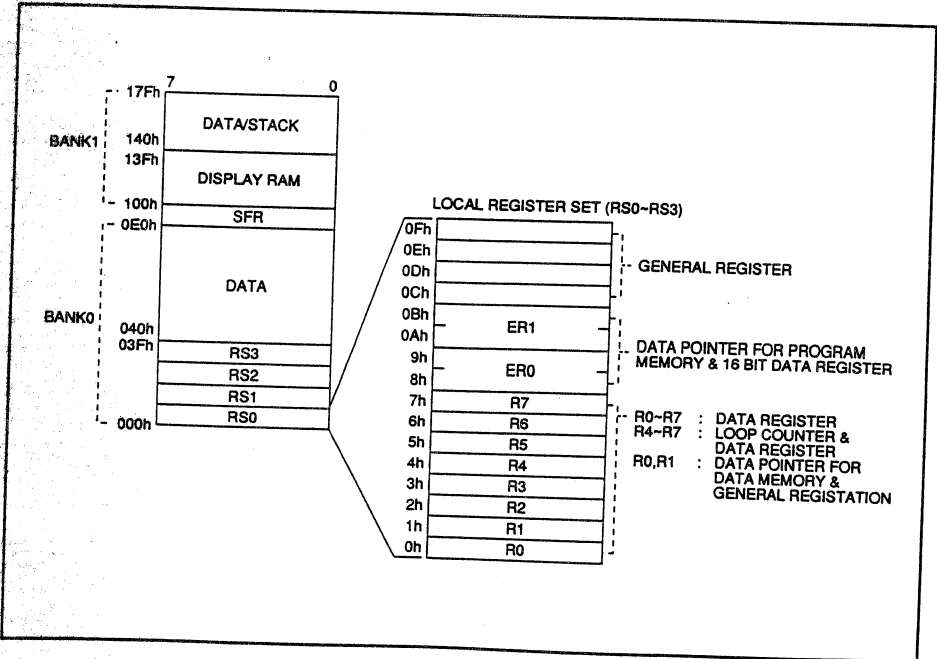 7 0
17Fh
DATA/STACK
BANK1
140h
13Fh
DISPLAY RAM
100h
SFR
0E0h
DATA
BANK0
040h
03Fh
RS3
RS2
RS1
RS0
000h
LOCAL REGISTER SET (RS0~RS3)
0Fh
0Eh
0Dh
0Ch
GENERAL REGISTER
0Bh
0Ah
ER1
9h
8h
ER0
DATA POINTER FOR PROGRAM
MEMORY & 16 BIT DATA REGISTER
7h R7
6h R6
5h R5
4h R4
3h R3
2h R2
1h R1
0h R0
R0~R7 : DATA REGISTER
R4~R7 : LOOP COUNTER &
DATA REGISTER
R0,R1 : DATA POINTER FOR
DATA MEMORY &
GENERAL REGISTATION